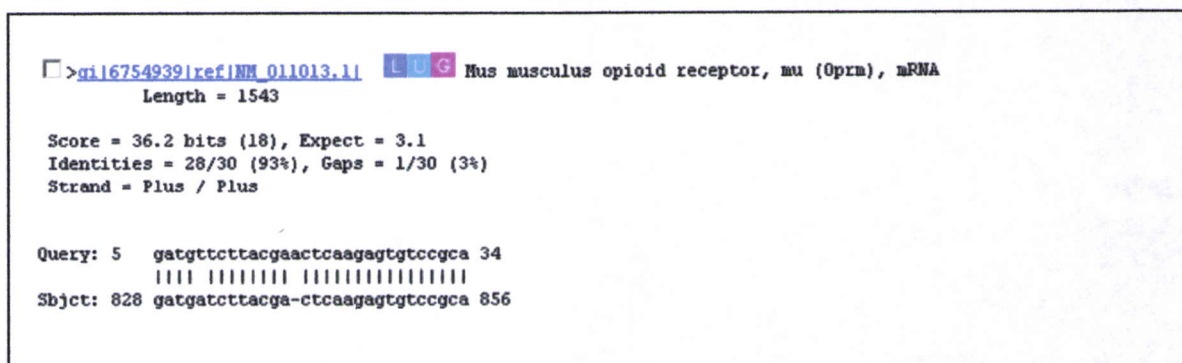 >gi|6754939|ref|NM_011013.1| L U G Mus musculus opioid receptor, mu (Oprm), mRNA
Length = 1543
Score = 36.2 bits (18), Expect = 3.1
Identities = 28/30 (93%), Gaps = 1/30 (3%)
Strand = Plus / Plus
Query: 5 gatgttcttacgaactcaagagtgtccgca 34
|||| |||||||| ||||||||||||||||
Sbjct: 828 gatgatcttacga-ctcaagagtgtccgca 856